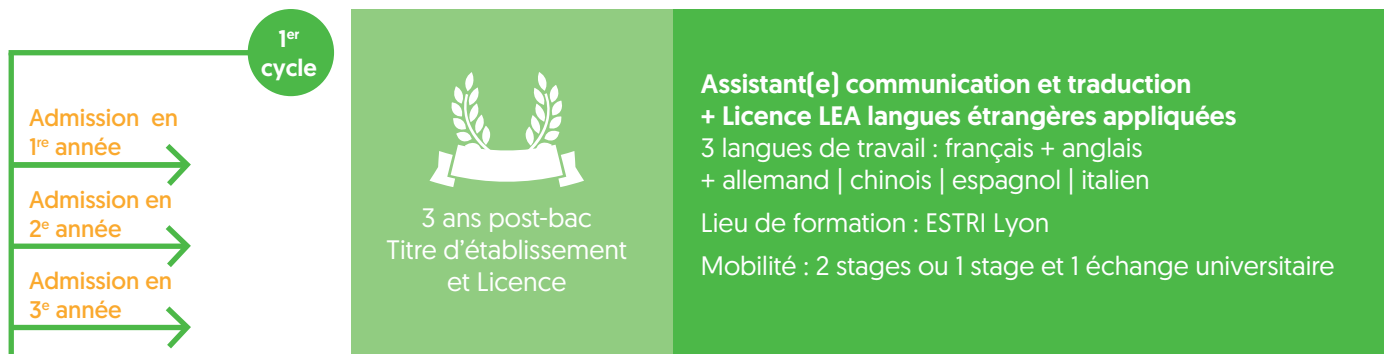 1er
cycle
Admission en
1re année
Admission en
2e année
Admission en
3e année
3 ans post-bac
Titre d’établissement
et Licence
Assistant(e) communication et traduction
+ Licence LEA langues étrangères appliquées
3 langues de travail : français + anglais
+ allemand | chinois | espagnol | italien
Lieu de formation : ESTRI Lyon
Mobilité : 2 stages ou 1 stage et 1 échange universitaire